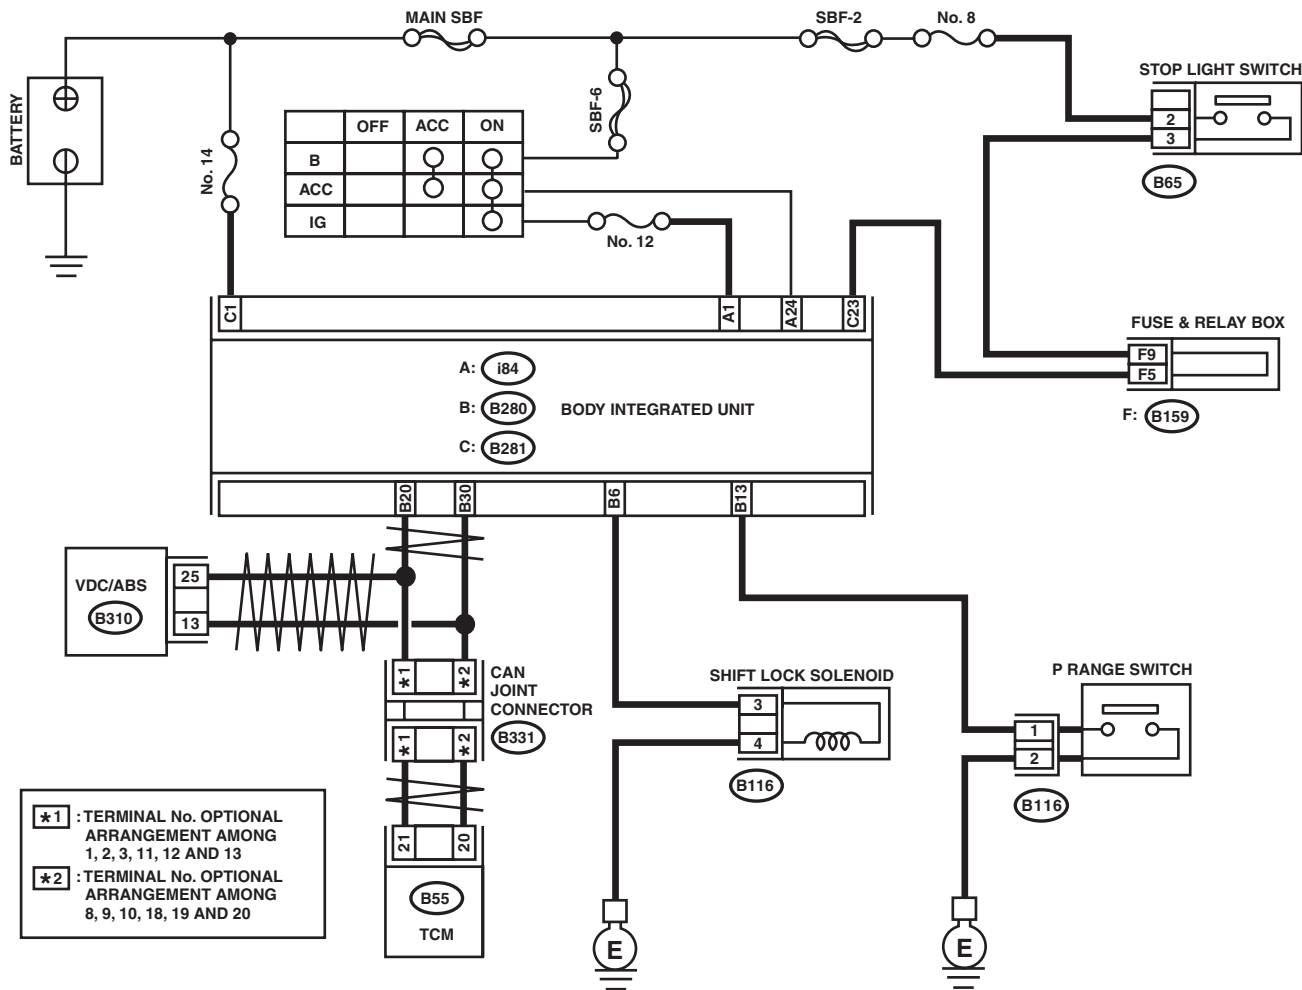 MAIN SBF
SBF-2
No. 8
STOP LIGHT SWITCH
BATTERY
SBF-6
No. 14
OFF ACC ON
B
ACC
IG
No. 12
2
3
B65
C1
A1
A24
C23
FUSE & RELAY BOX
F9
F5
F: B159
A: i84
B: B280
C: B281
BODY INTEGRATED UNIT
B20
B30
B6
B13
VDC/ABS
B310
25
13
*1
*2
CAN
JOINT
CONNECTOR
B331
*1
*2
SHIFT LOCK SOLENOID
3
4
B116
P RANGE SWITCH
1
2
B116
*1 : TERMINAL No. OPTIONAL
ARRANGEMENT AMONG
1, 2, 3, 11, 12 AND 13
*2 : TERMINAL No. OPTIONAL
ARRANGEMENT AMONG
8, 9, 10, 18, 19 AND 20
21
20
B55
TCM
E
E